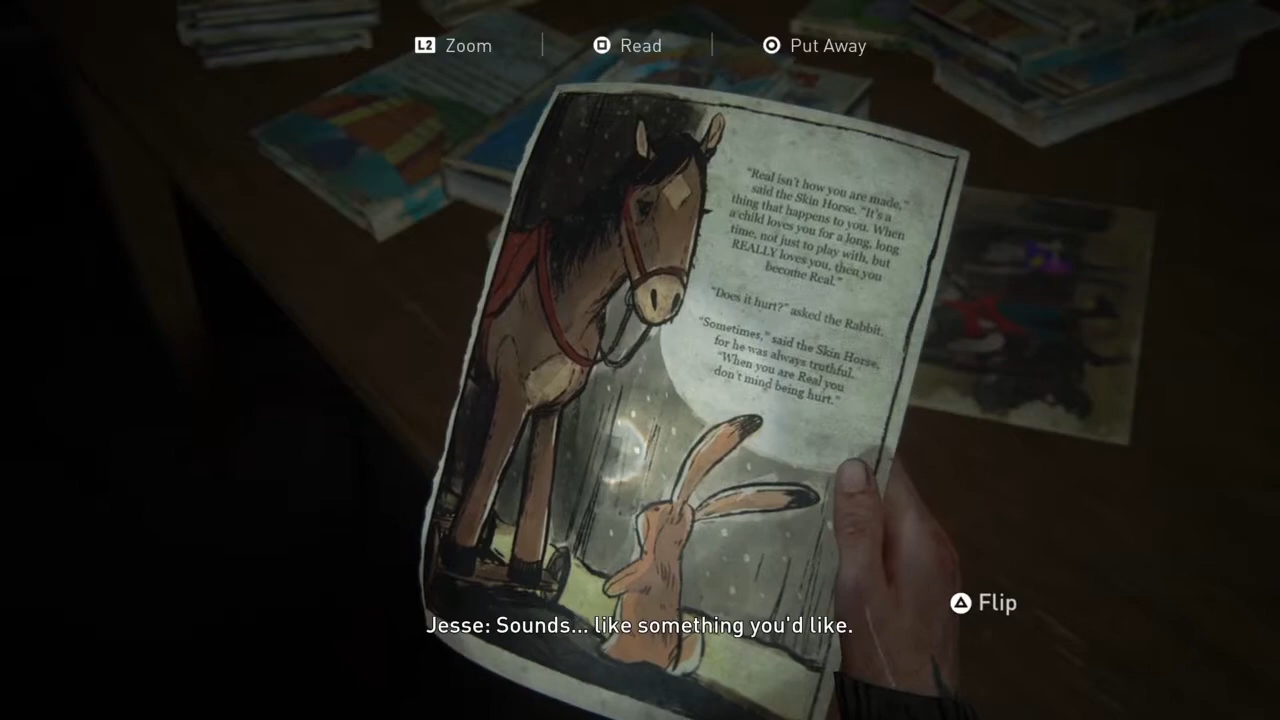 L2 Zoom
Read
Put Away
"Real isn't how you are made,"
said the Skin Horse. "It's a
thing that happens to you. When
a child loves you for a long, long
time, not just to play with, but
REALLY loves you, then you
become Real."
"Does it hurt?" asked the Rabbit.
"Sometimes," said the Skin Horse,
for he was always truthful.
"When you are Real you
don't mind being hurt."
Flip
Jesse: Sounds... like something you'd like.